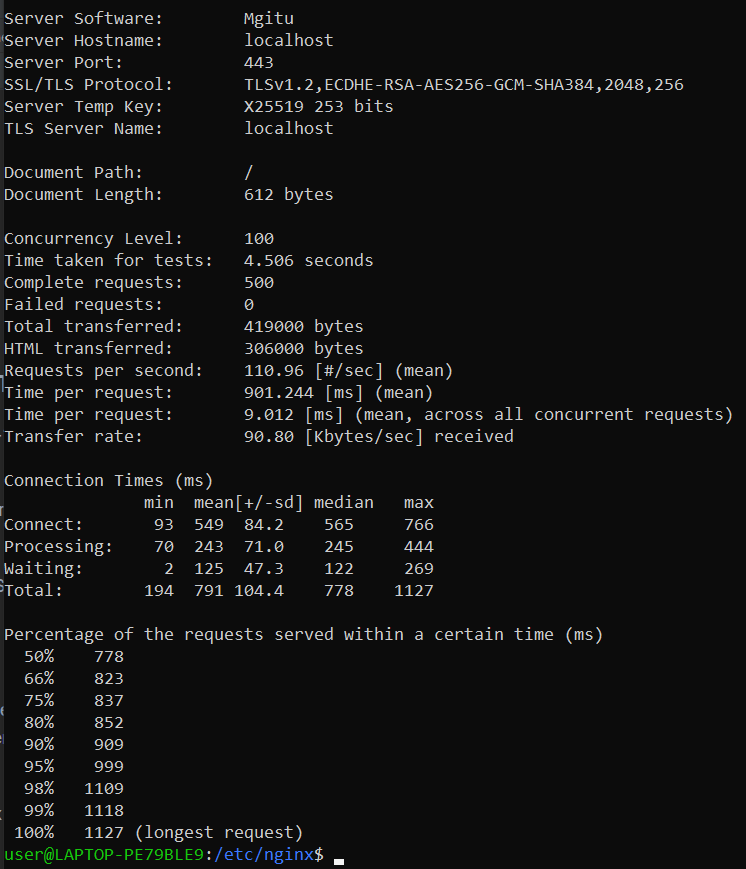 Server Software:        Mgitu
Server Hostname:        localhost
Server Port:            443
SSL/TLS Protocol:       TLSv1.2,ECDHE-RSA-AES256-GCM-SHA384,2048,256
Server Temp Key:        X25519 253 bits
TLS Server Name:        localhost

Document Path:          /
Document Length:        612 bytes

Concurrency Level:      100
Time taken for tests:   4.506 seconds
Complete requests:      500
Failed requests:        0
Total transferred:      419000 bytes
HTML transferred:       306000 bytes
Requests per second:    110.96 [#/sec] (mean)
Time per request:       901.244 [ms] (mean)
Time per request:       9.012 [ms] (mean, across all concurrent requests)
Transfer rate:          90.80 [Kbytes/sec] received

Connection Times (ms)
              min  mean[+/-sd] median   max
Connect:       93  549  84.2    565     766
Processing:    70  243  71.0    245     444
Waiting:        2  125  47.3    122     269
Total:        194  791 104.4    778    1127

Percentage of the requests served within a certain time (ms)
  50%    778
  66%    823
  75%    837
  80%    852
  90%    909
  95%    999
  98%   1109
  99%   1118
 100%   1127 (longest request)
user@LAPTOP-PE79BLE9:/etc/nginx$